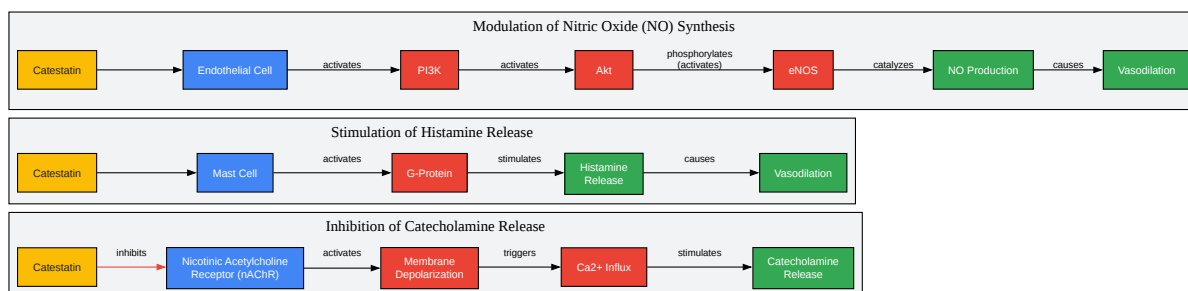 Modulation of Nitric Oxide (NO) Synthesis
Catestatin
Endothelial Cell
activates
PI3K
activates
Akt
phosphorylates
(activates)
eNOS
catalyzes
NO Production
causes
Vasodilation
Stimulation of Histamine Release
Catestatin
Mast Cell
activates
G-Protein
stimulates
Histamine
Release
causes
Vasodilation
Inhibition of Catecholamine Release
Catestatin
inhibits
Nicotinic Acetylcholine
Receptor (nAChR)
activates
Membrane
Depolarization
triggers
Ca2+ Influx
stimulates
Catecholamine
Release